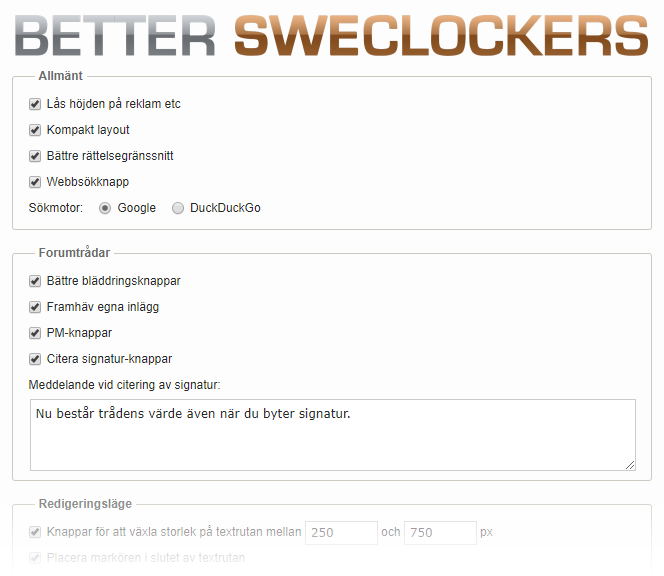 BETTER SWECLOCKERS
Allmänt
Lås höjden på reklam etc
Kompakt layout
Bättre rättelsegränssnitt
Webbsökknapp
Sökmotor: Google DuckDuckGo
Forumtrådar
Bättre bläddringsknappar
Framhäv egna inlägg
PM-knappar
Citera signatur-knappar
Meddelande vid citering av signatur:
Nu består trådens värde även när du byter signatur.
Redigeringsläge
Knappar för att växla storlek på textrutan mellan 250 och 750 px
Placera markören i slutet av textrutan